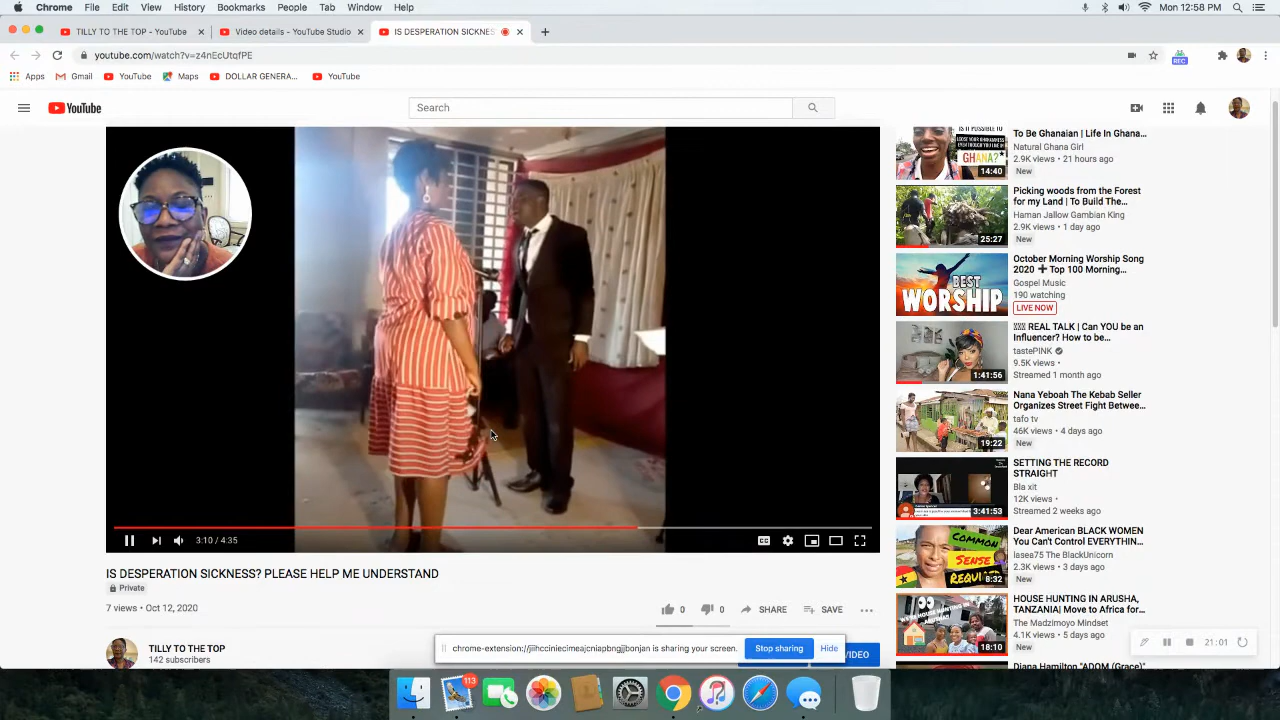 Chrome File Edit View History Bookmarks People Tab Window Help Mon 12:58 PM
TILLY TO THE TOP - YouTube Video details - YouTube Studio IS DESPERATION SICKNES
youtube.com/watch?v=z4nEcUtqfPE REC
Apps Gmail YouTube Maps DOLLAR GENERA... YouTube
YouTube Search
To Be Ghanaian | Life In Ghana...
Natural Ghana Girl
2.9K views • 21 hours ago
New
GHANA?
14:40
Picking woods from the Forest
for my Land | To Build The...
Haman Jallow Gambian King
2.9K views • 1 day ago
New
25:27
October Morning Worship Song
2020 ➕ Top 100 Morning...
Gospel Music
190 watching
LIVE NOW
BEST
WORSHIP
REAL TALK | Can YOU be an
Influencer? How to be...
tastePINK
9.5K views •
Streamed 1 month ago
1:41:56
Nana Yeboah The Kebab Seller
Organizes Street Fight Betwee...
tafo tv
46K views • 4 days ago
New
19:22
SETTING THE RECORD
STRAIGHT
Bla xit
12K views •
Streamed 2 weeks ago
3:41:53
Dear American BLACK WOMEN
You Can't Control EVERYTHIN...
lasea75 The BlackUnicorn
2.3K views • 3 days ago
New
COMMON
SENSE
8:32
HOUSE HUNTING IN ARUSHA,
TANZANIA| Move to Africa for...
The Madzimoyo Mindset
4.1K views • 5 days ago
18:10
21:01
Diana Hamilton "ADOM (Grace)"
3:10 / 4:35
IS DESPERATION SICKNESS? PLEASE HELP ME UNDERSTAND
Private
7 views • Oct 12, 2020 0 0 SHARE SAVE
TILLY TO THE TOP
142 subscribers
chrome-extension://jiihcciniecimeajcniapbngjjbonjan is sharing your screen. Stop sharing Hide
VIDEO
113